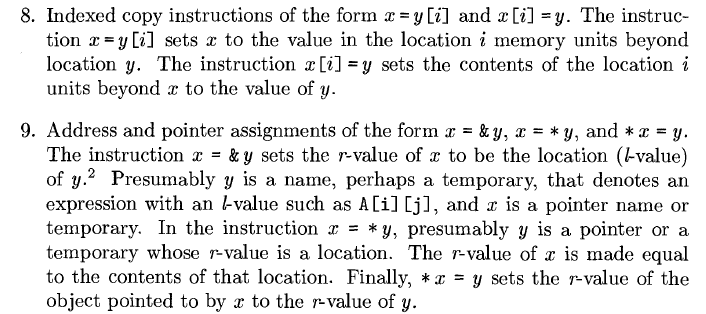 8. Indexed copy instructions of the form x = y [i] and x [i] = y. The instruc-
tion x = y [i] sets x to the value in the location i memory units beyond
location y. The instruction x [i] = y sets the contents of the location i
units beyond x to the value of y.
9. Address and pointer assignments of the form x = & y, x = * y, and * x = y.
The instruction x = & y sets the r-value of x to be the location (l-value)
of y.² Presumably y is a name, perhaps a temporary, that denotes an
expression with an l-value such as A[i] [j], and x is a pointer name or
temporary. In the instruction x = * y, presumably y is a pointer or a
temporary whose r-value is a location. The r-value of x is made equal
to the contents of that location. Finally, * x = y sets the r-value of the
object pointed to by x to the r-value of y.